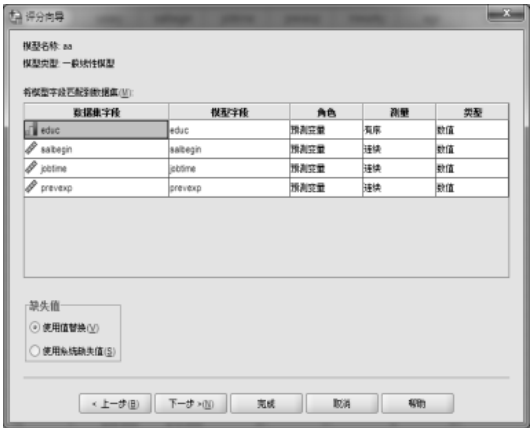 评分向导
模型名称: aa
模型类型: 一般线性模型
将模型字段匹配到数据集(M):
数据集字段 模型字段 角色 测量 类型
educ educ 预测变量 有序 数值
salbegin salbegin 预测变量 连续 数值
jobtime jobtime 预测变量 连续 数值
prevexp prevexp 预测变量 连续 数值
缺失值
使用值替换(V)
使用系统缺失值(S)
< 上一步(B) 下一步 >(N) 完成 取消 帮助